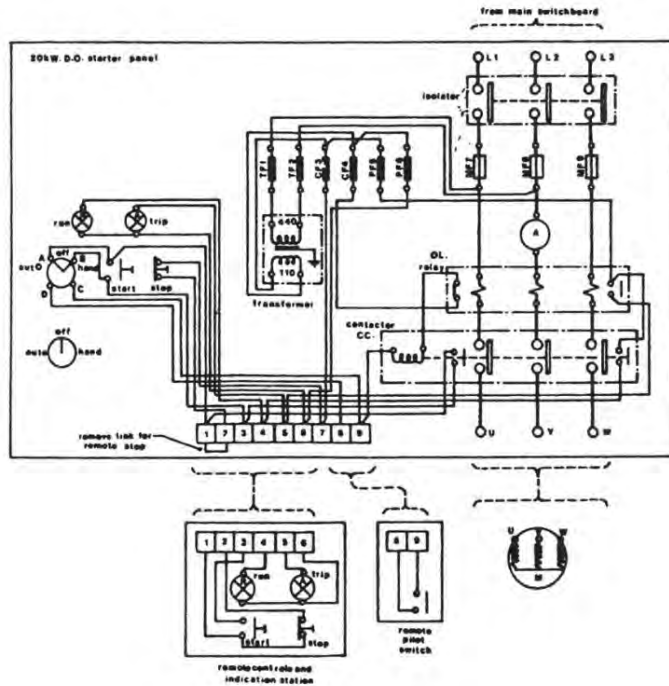 from main switchboard
20kW. D.O. starter panel
L1 L2 L3
isolator
TF1 TF2 CF3 CF4 PF5 PF6 MF7 MF8 MF9
ran trip
440
A
A off B
auto hand
D C
start stop
110
transformer
OL.
relay
contactor
CC.
off
auto hand
1 2 3 4 5 6 7 8 9
remove link for
remote stop
U V W
1 2 3 4 5 6
ran trip
start stop
remote controls and
indication station
8 9
remote
pilot
switch
U V W
M